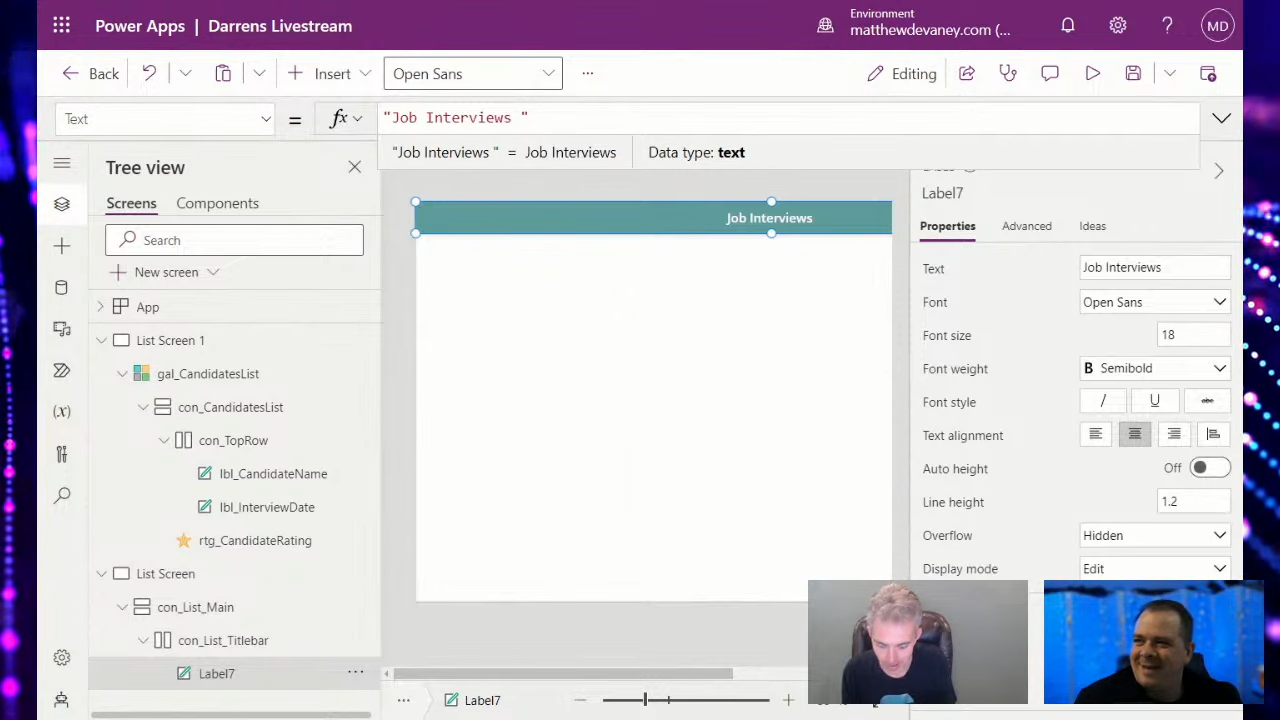 Power Apps | Darrens Livestream
Environment
matthewdevaney.com (...
MD
Back
Insert
Open Sans
...
Editing
Text
=
fx
"Job Interviews "
"Job Interviews " = Job Interviews
Data type: text
Tree view
Screens
Components
Search
New screen
App
List Screen 1
gal_CandidatesList
con_CandidatesList
con_TopRow
lbl_CandidateName
lbl_InterviewDate
rtg_CandidateRating
List Screen
con_List_Main
con_List_Titlebar
Label7
...
Job Interviews
Label7
Properties
Advanced
Ideas
Text
Job Interviews
Font
Open Sans
Font size
18
Font weight
B Semibold
Font style
/
U
abc
Text alignment
Auto height
Off
Line height
1.2
Overflow
Hidden
Display mode
Edit
...
Label7